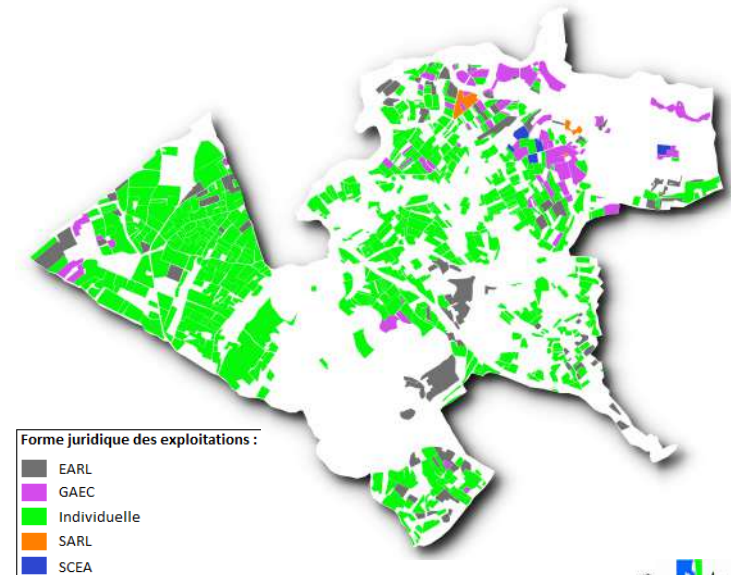 Forme juridique des exploitations :
EARL
GAEC
Individuelle
SARL
SCEA